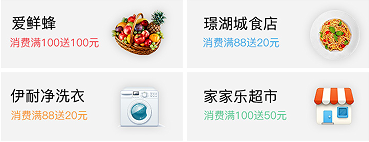 爱鲜蜂
消费满100送100元
璟湖城食店
消费满88送20元
伊耐净洗衣
消费满88送20元
家家乐超市
消费满100送50元